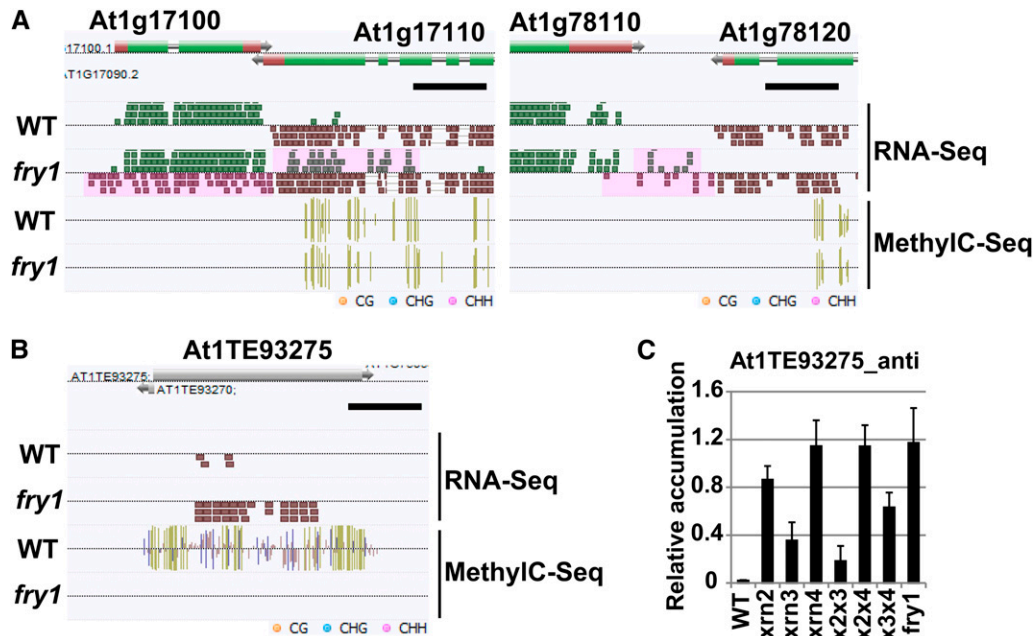 A
At1g17100
At1g17110
At1g78110
At1g78120
17100.1
AT1G17090.2
WT
fry1
WT
fry1
RNA-Seq
MethylC-Seq
CG CHG CHH
CG CHG CHH
B
At1TE93275
AT1TE93275;
AT1TE93270;
WT
fry1
WT
fry1
RNA-Seq
MethylC-Seq
CG CHG CHH
C
At1TE93275_anti
Relative accumulation
1.6
1.2
0.8
0.4
0
WT
xrn2
xrn3
xrn4
x2x3
x2x4
x3x4
fry1